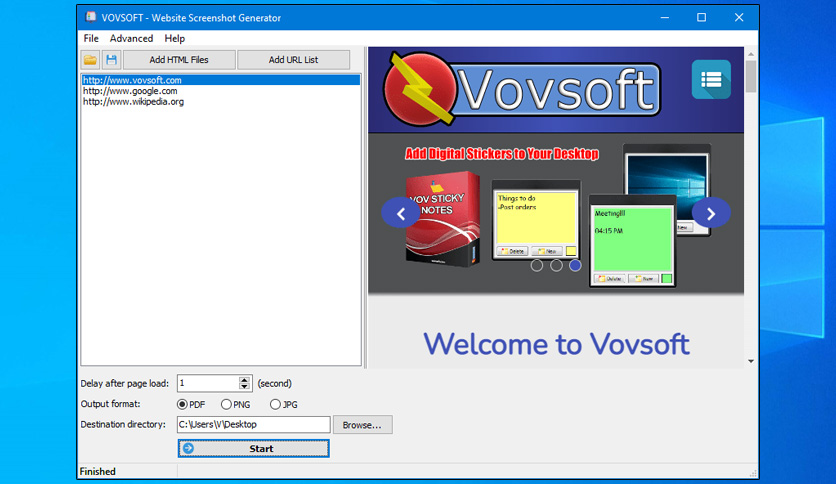 VOVSOFT - Website Screenshot Generator
File Advanced Help
Add HTML Files Add URL List
http://www.vovsoft.com
http://www.google.com
http://www.wikipedia.org
Vovsoft
Add Digital Stickers to Your Desktop
VOV STICKY
NOTES
Things to do
-Post orders
Delete New
Meeting!!!
04:15 PM
Delete New
New
Welcome to Vovsoft
Delay after page load: 1 (second)
Output format: PDF PNG JPG
Destination directory: C:\Users\V\Desktop Browse...
Start
Finished